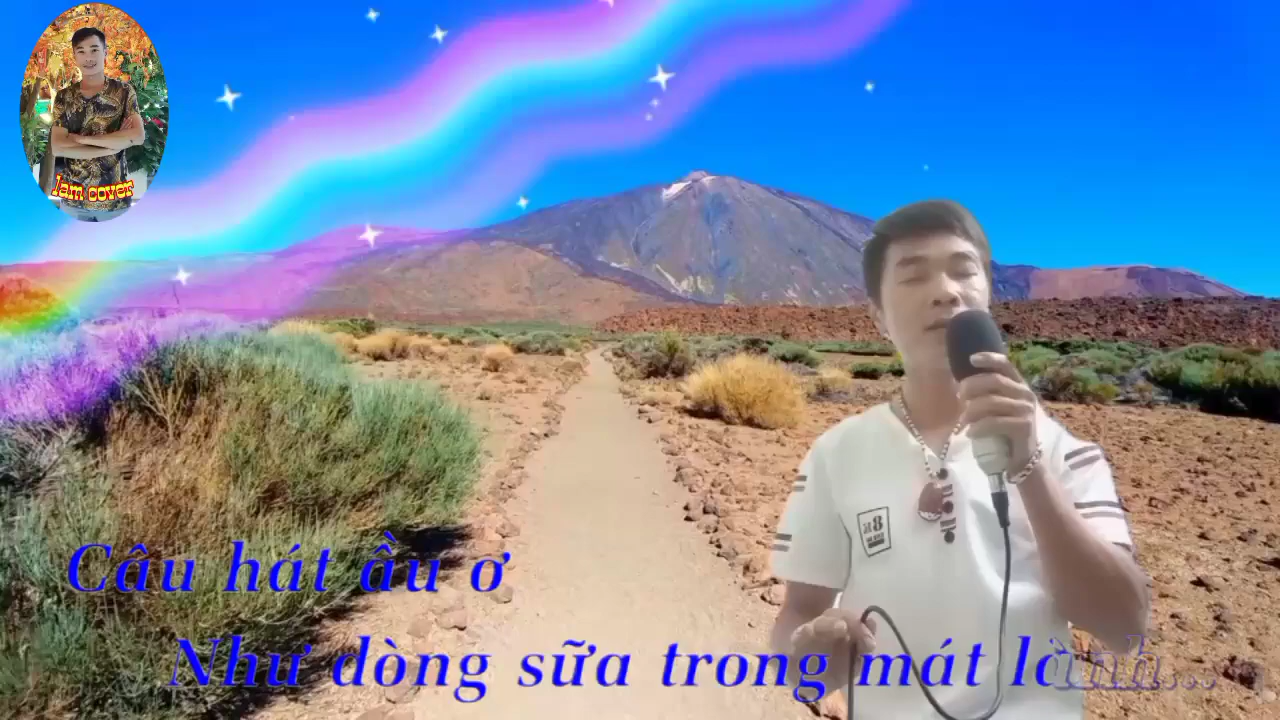 lam cover
Câu hát ầu ơ
Như dòng sữa trong mát lành...